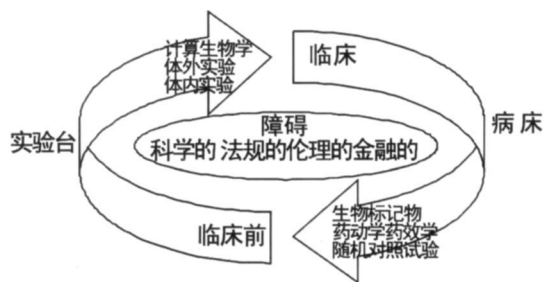 计算生物学
体外实验
体内实验
临床
实验台
障碍
科学的 法规的伦理的金融的
病床
临床前
生物标记物
药动学药效学
随机对照试验